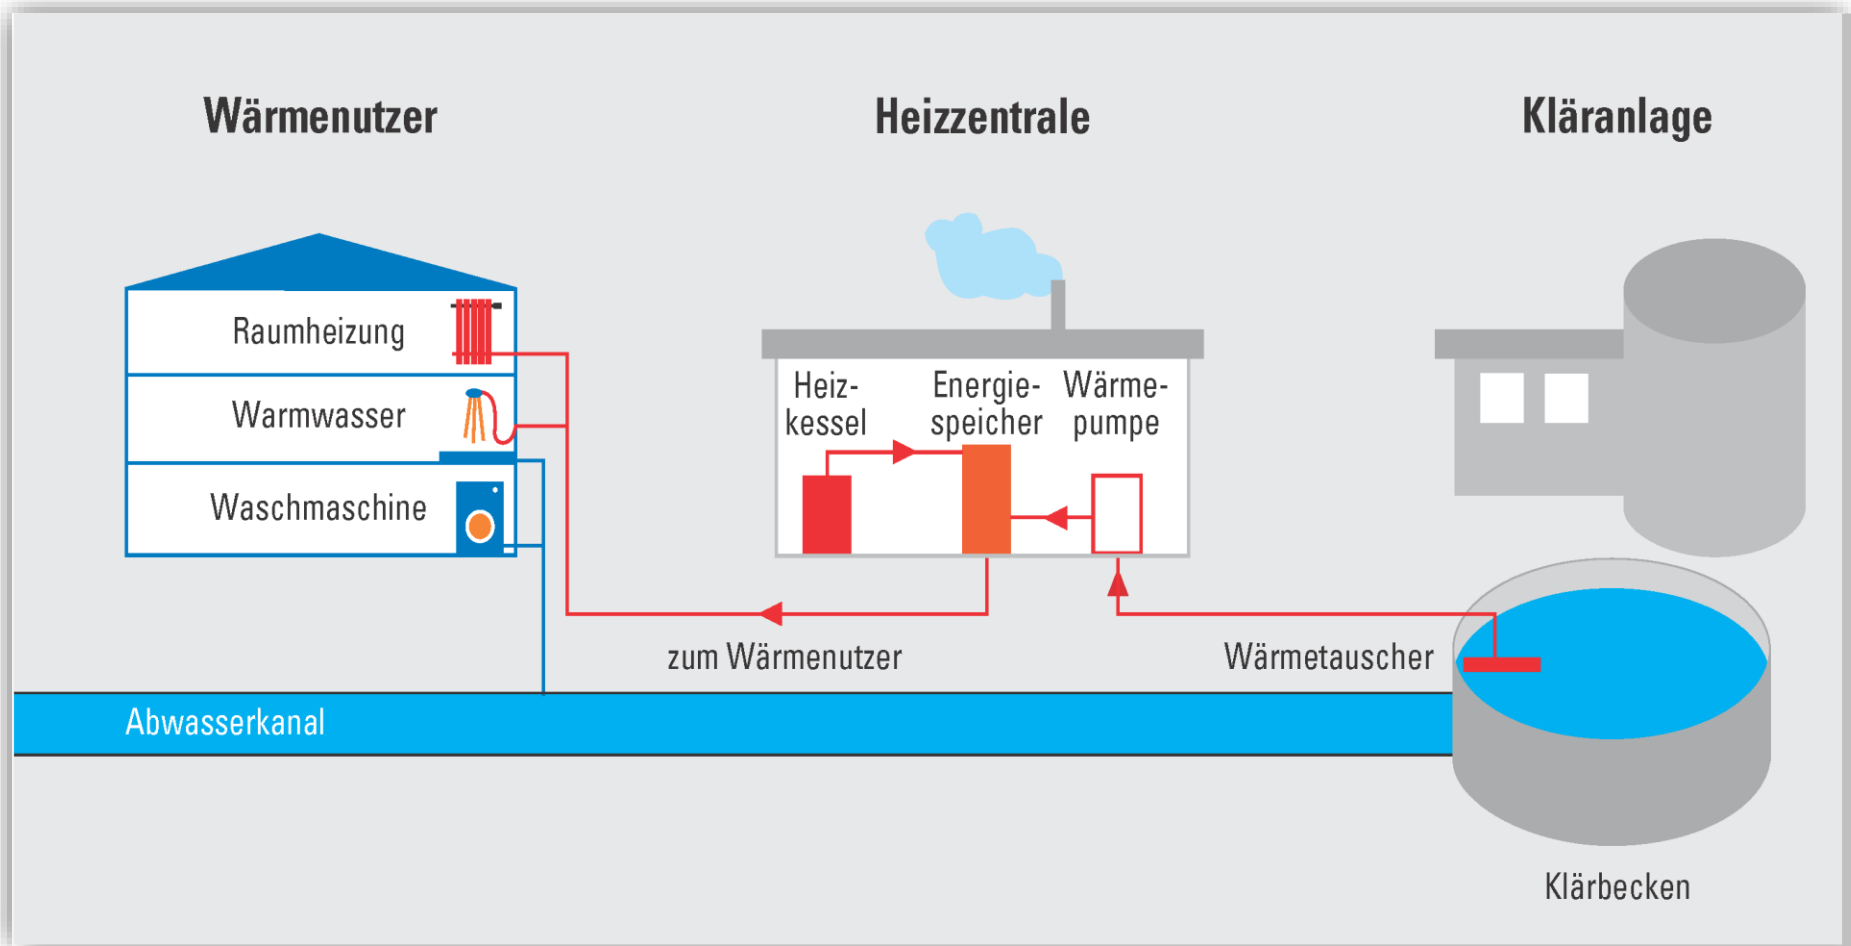 Wärmenutzer
Heizzentrale
Kläranlage
Raumheizung
Warmwasser
Waschmaschine
Heiz-
kessel
Energie-
speicher
Wärme-
pumpe
zum Wärmenutzer
Wärmetauscher
Abwasserkanal
Klärbecken